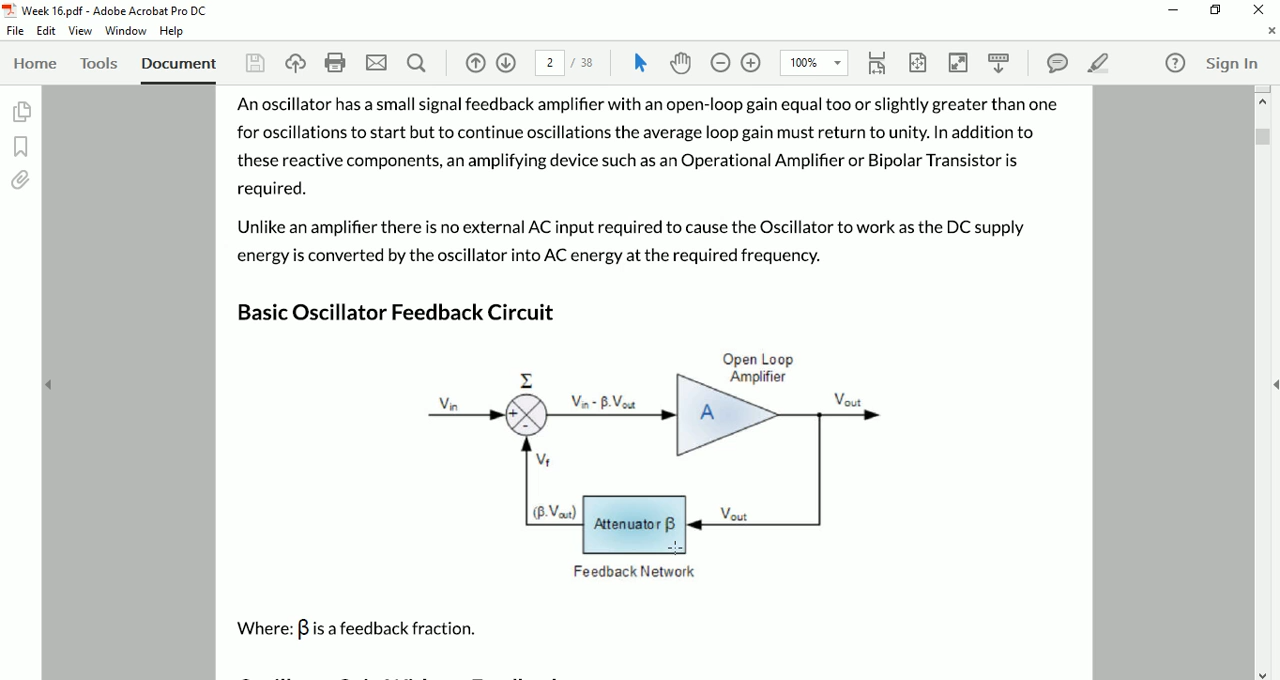 Week 16.pdf - Adobe Acrobat Pro DC
File Edit View Window Help
Home Tools Document 2 / 38 100% Sign In
An oscillator has a small signal feedback amplifier with an open-loop gain equal too or slightly greater than one
for oscillations to start but to continue oscillations the average loop gain must return to unity. In addition to
these reactive components, an amplifying device such as an Operational Amplifier or Bipolar Transistor is
required.
Unlike an amplifier there is no external AC input required to cause the Oscillator to work as the DC supply
energy is converted by the oscillator into AC energy at the required frequency.
Basic Oscillator Feedback Circuit
Open Loop
Amplifier
Σ
Vin
Vin - β.Vout
A
Vout
+
-
Vf
(β.Vout)
Attenuator β
Vout
Feedback Network
Where: β is a feedback fraction.